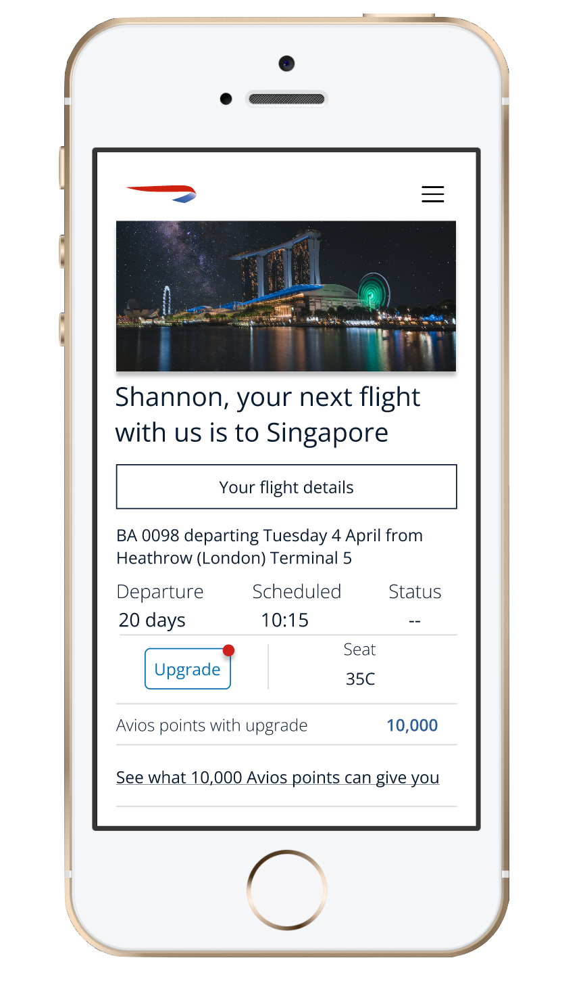 Shannon, your next flight
with us is to Singapore
Your flight details
BA 0098 departing Tuesday 4 April from
Heathrow (London) Terminal 5
Departure Scheduled Status
20 days 10:15 --
Upgrade
Seat
35C
Avios points with upgrade 10,000
See what 10,000 Avios points can give you